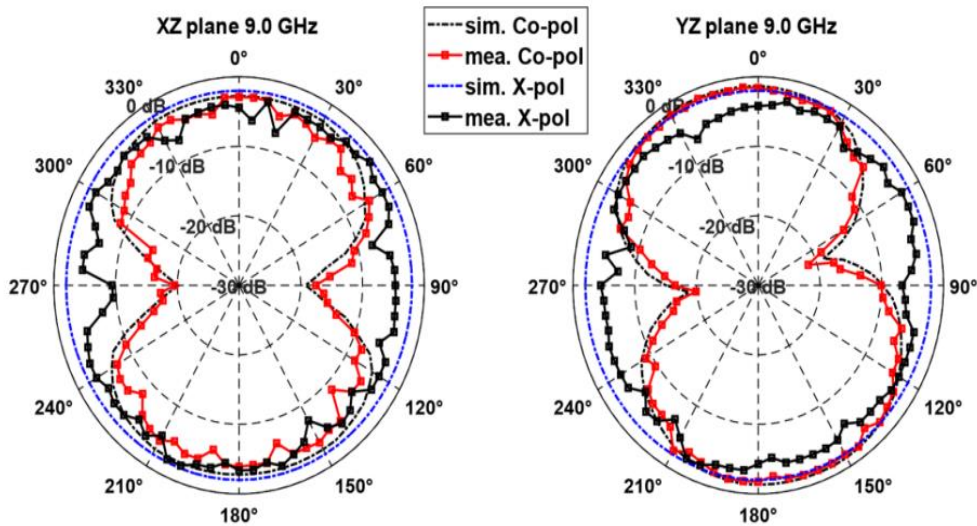 XZ plane 9.0 GHz
sim. Co-pol
mea. Co-pol
sim. X-pol
mea. X-pol
YZ plane 9.0 GHz
0°
330°
30°
0 dB
300°
60°
-10 dB
-20 dB
270°
-30 dB
90°
240°
120°
210°
150°
180°
0°
330°
30°
0 dB
300°
60°
-10 dB
-20 dB
270°
-30 dB
90°
240°
120°
210°
150°
180°